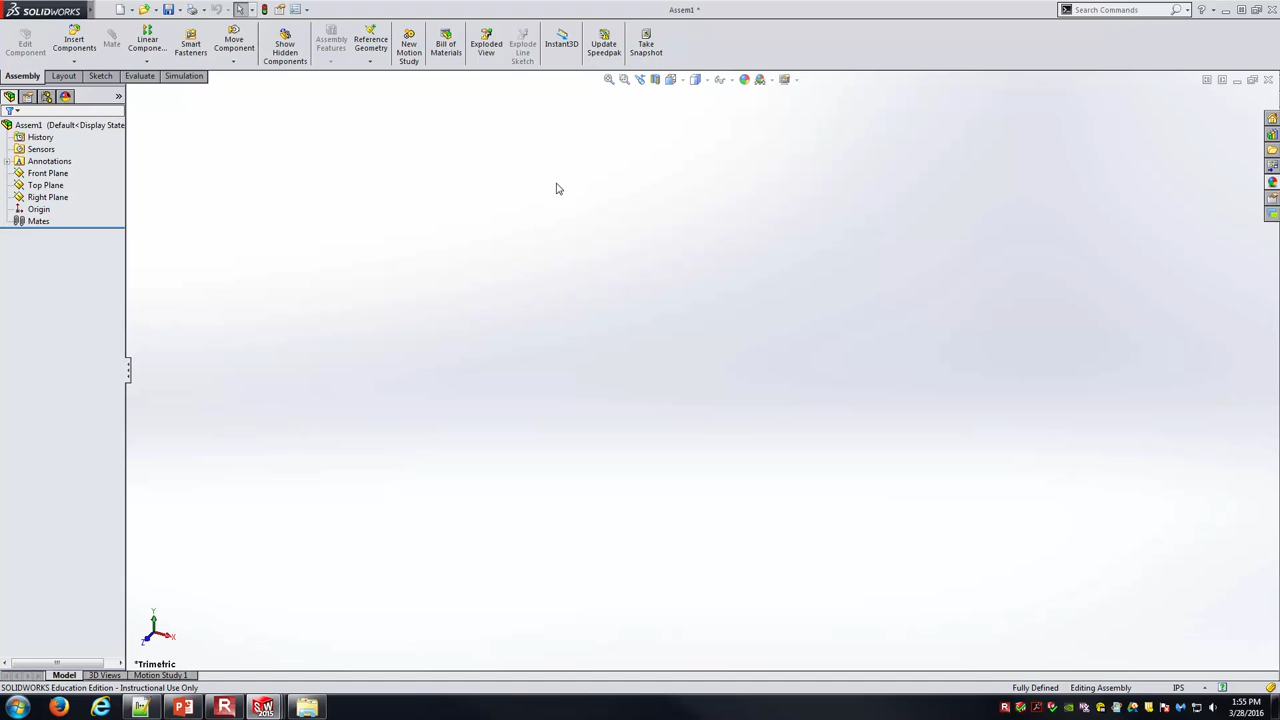 SOLIDWORKS
Assem1 *
Search Commands
Edit Component
Insert Components
Mate
Linear Compone...
Smart Fasteners
Move Component
Show Hidden Components
Assembly Features
Reference Geometry
New Motion Study
Bill of Materials
Exploded View
Explode Line Sketch
Instant3D
Update Speedpak
Take Snapshot
Assembly Layout Sketch Evaluate Simulation
Assem1 (Default<Display State
History
Sensors
Annotations
Front Plane
Top Plane
Right Plane
Origin
Mates
Y
X
Z
*Trimetric
Model 3D Views Motion Study 1
SOLIDWORKS Education Edition - Instructional Use Only
Fully Defined Editing Assembly IPS
1:55 PM
3/28/2016